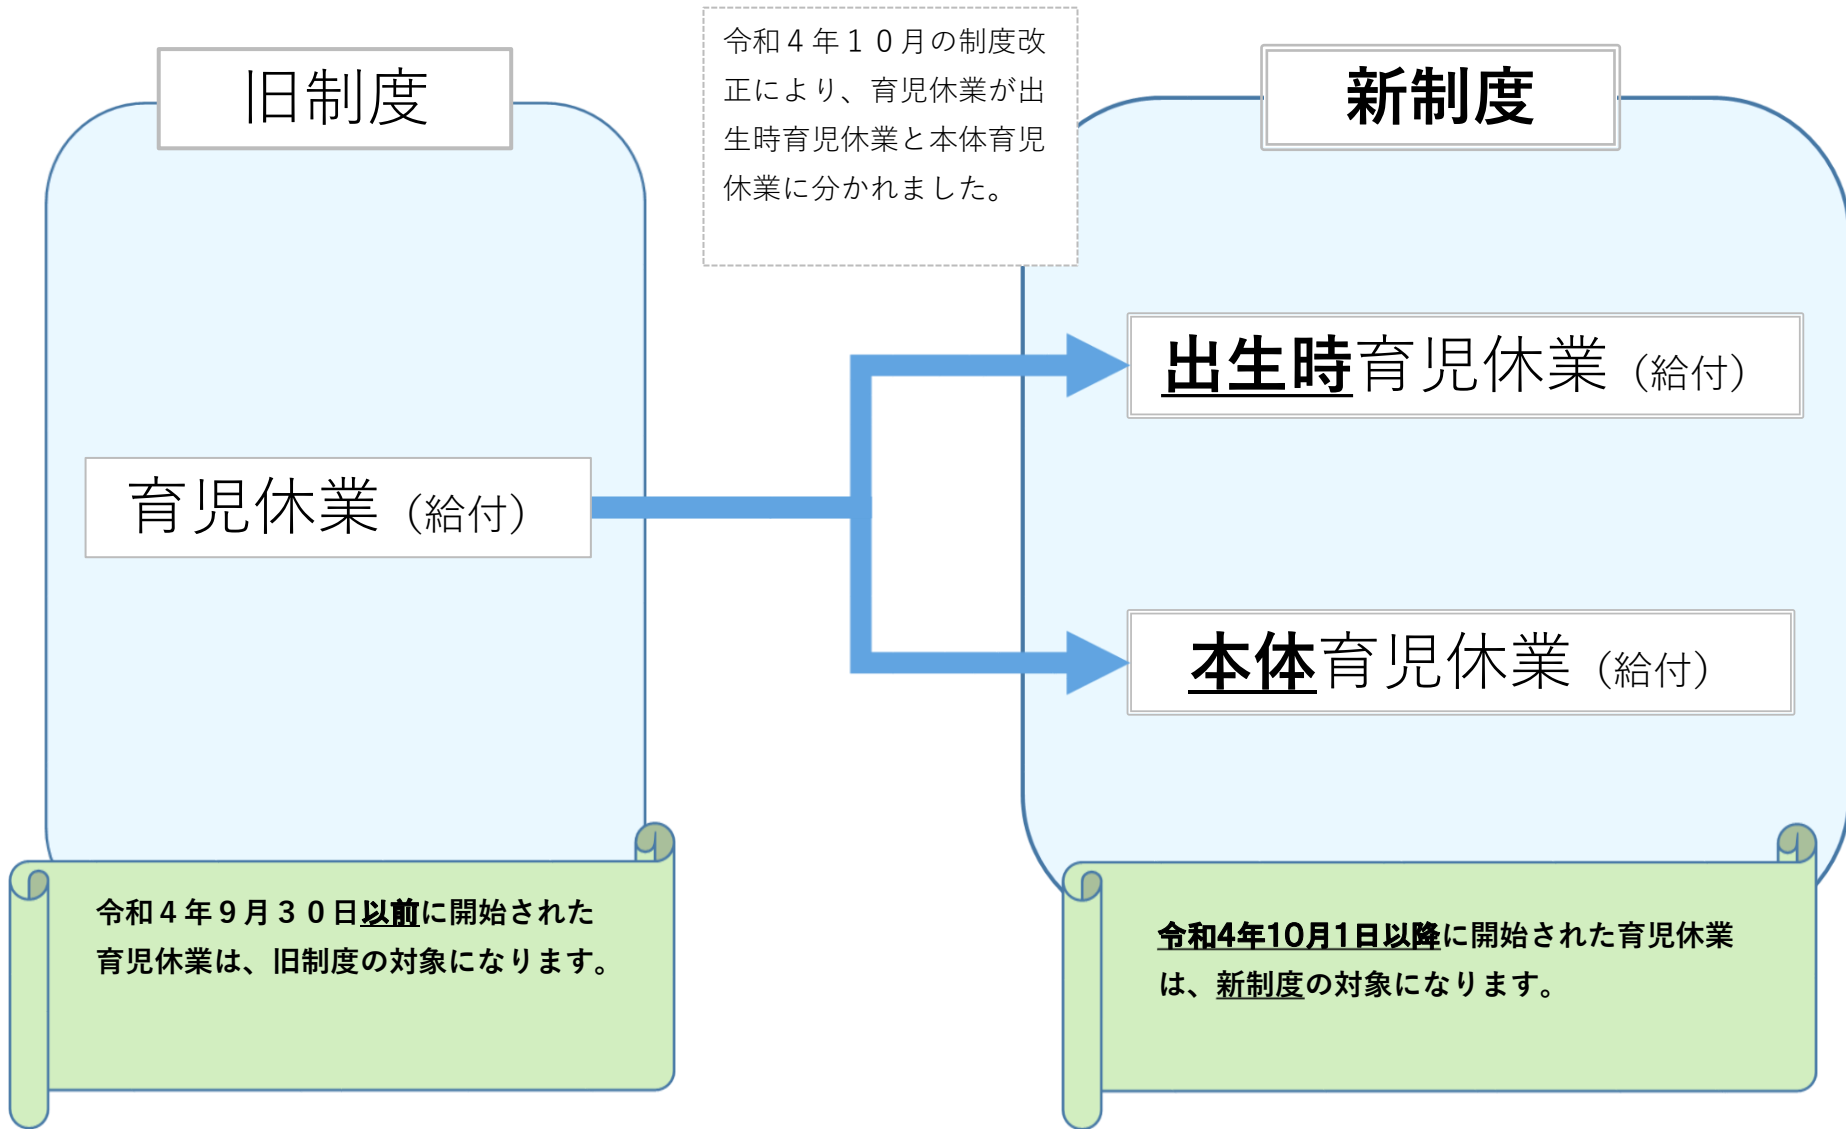 旧制度
令和４年１０月の制度改
正により、育児休業が出
生時育児休業と本体育児
休業に分かれました。
新制度
育児休業（給付）
出生時育児休業（給付）
本体育児休業（給付）
令和４年９月３０日以前に開始された
育児休業は、旧制度の対象になります。
令和4年10月1日以降に開始された育児休業
は、新制度の対象になります。